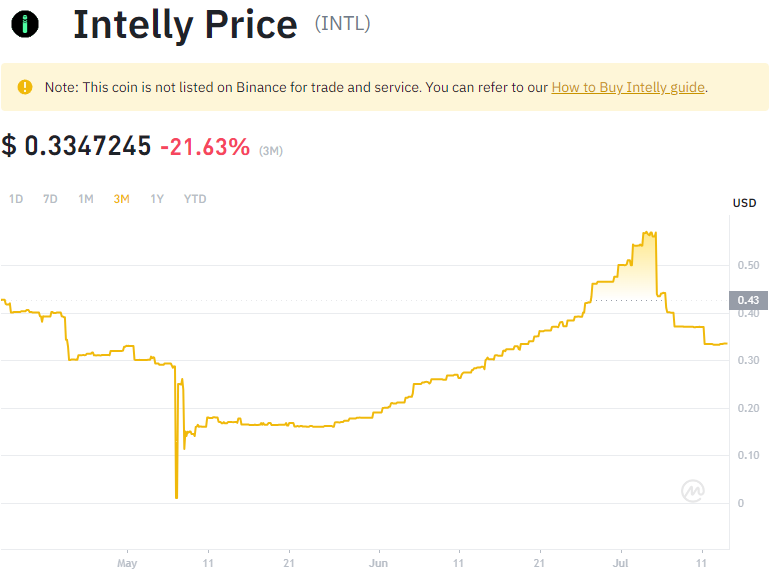 Intelly Price (INTL)
Note: This coin is not listed on Binance for trade and service. You can refer to our How to Buy Intelly guide.
$ 0.3347245 -21.63% (3M)
1D 7D 1M 3M 1Y YTD
USD
0.50
0.43
0.40
0.30
0.20
0.10
0
May 11 21 Jun 11 21 Jul 11